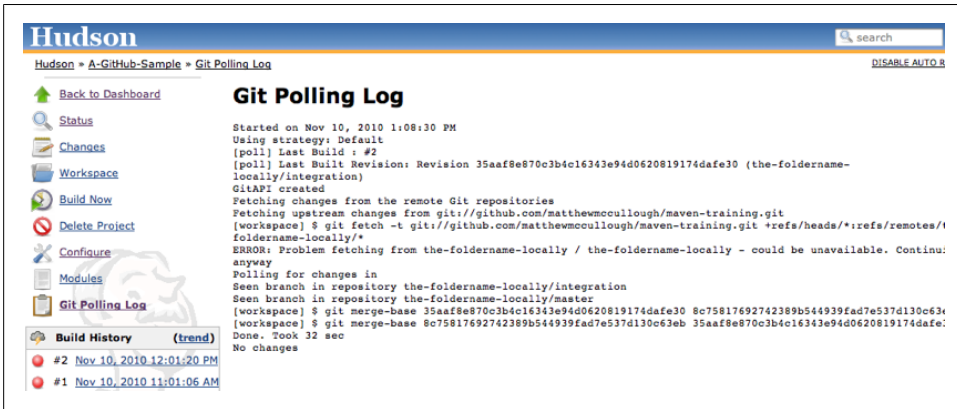 Hudson
search
Hudson » A-GitHub-Sample » Git Polling Log
DISABLE AUTO R
Back to Dashboard
Status
Changes
Workspace
Build Now
Delete Project
Configure
Modules
Git Polling Log
Build History (trend)
#2 Nov 10, 2010 12:01:20 PM
#1 Nov 10, 2010 11:01:06 AM
Git Polling Log
Started on Nov 10, 2010 1:08:30 PM
Using strategy: Default
[poll] Last Build : #2
[poll] Last Built Revision: Revision 35aaf8e870c3b4c16343e94d0620819174dafe30 (the-foldername-
locally/integration)
GitAPI created
Fetching changes from the remote Git repositories
Fetching upstream changes from git://github.com/matthewmccullough/maven-training.git
[workspace] $ git fetch -t git://github.com/matthewmccullough/maven-training.git +refs/heads/*:refs/remotes/t
foldername-locally/*
ERROR: Problem fetching from the-foldername-locally / the-foldername-locally - could be unavailable. Continui
anyway
Polling for changes in
Seen branch in repository the-foldername-locally/integration
Seen branch in repository the-foldername-locally/master
[workspace] $ git merge-base 35aaf8e870c3b4c16343e94d0620819174dafe30 8c75817692742389b544939fad7e537d130c63e
[workspace] $ git merge-base 8c75817692742389b544939fad7e537d130c63eb 35aaf8e870c3b4c16343e94d0620819174dafe3
Done. Took 32 sec
No changes